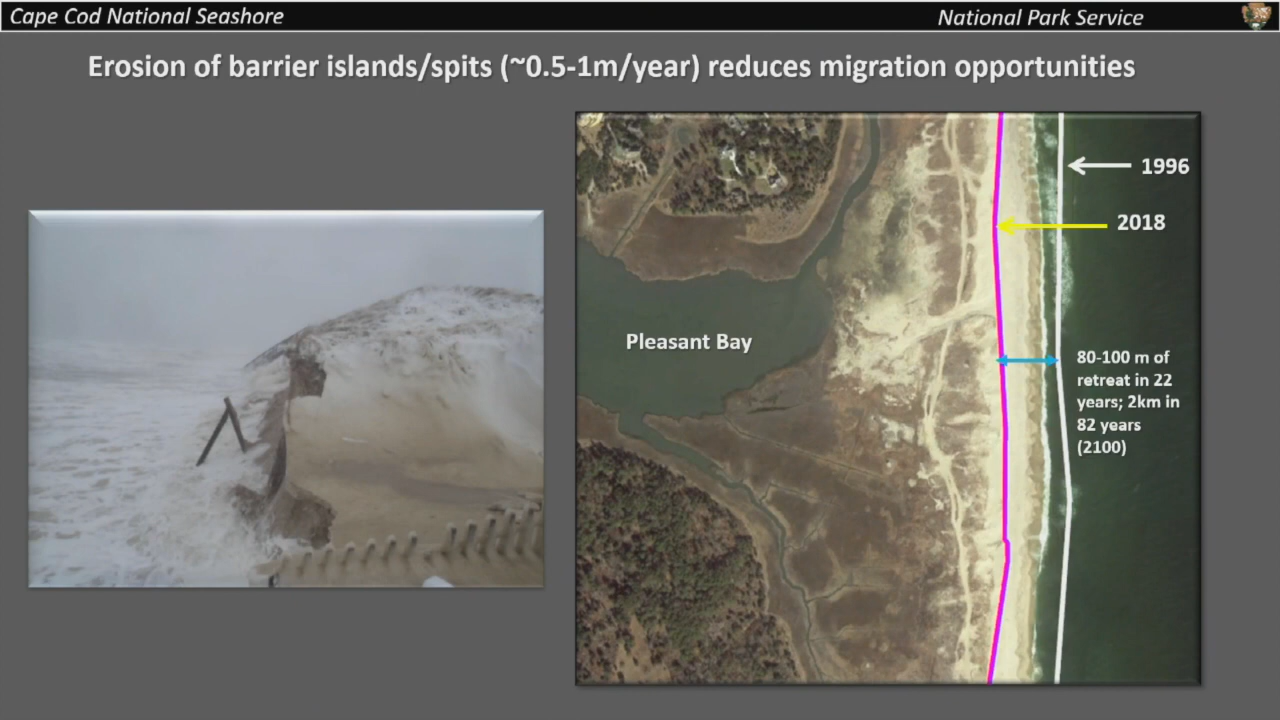 Cape Cod National Seashore
National Park Service
Erosion of barrier islands/spits (~0.5-1m/year) reduces migration opportunities
1996
2018
Pleasant Bay
80-100 m of
retreat in 22
years; 2km in
82 years
(2100)